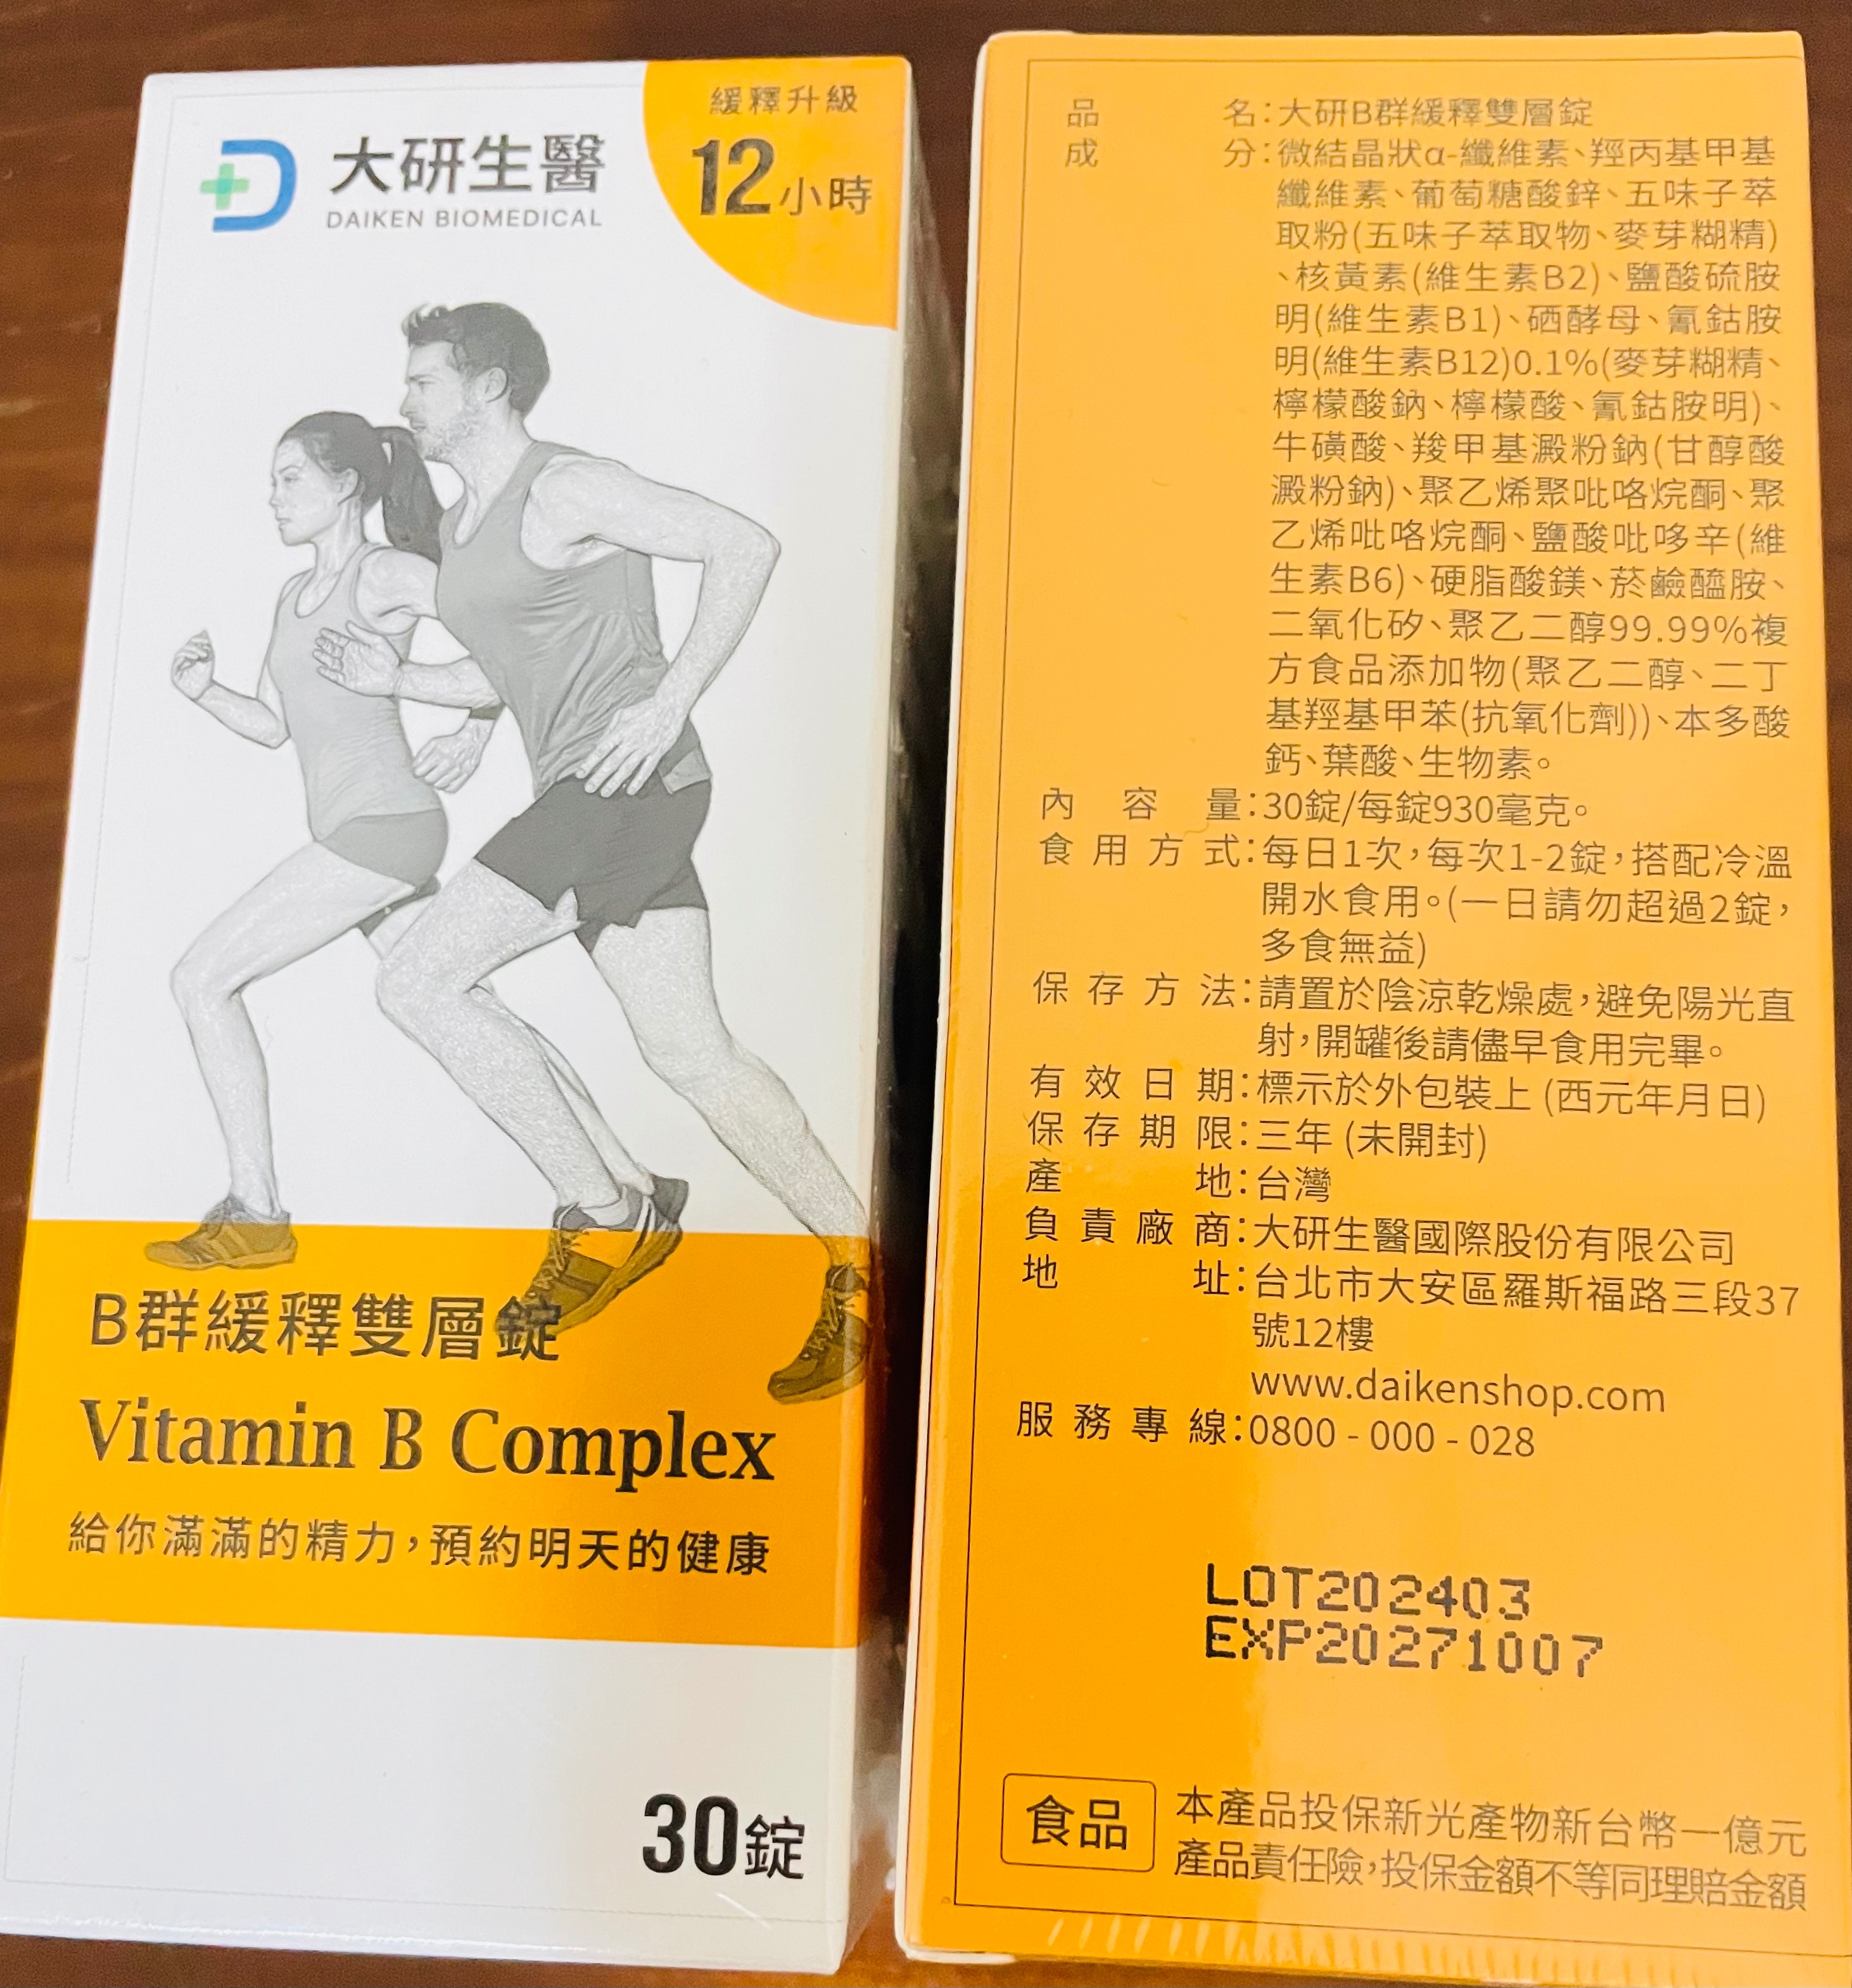 緩釋升級
12小時
大研生醫
DAIKEN BIOMEDICAL
B群緩釋雙層錠
Vitamin B Complex
給你滿滿的精力,預約明天的健康
30錠
品名:大研B群緩釋雙層錠
成分:微結晶狀α-纖維素、羥丙基甲基
纖維素、葡萄糖酸鋅、五味子萃
取粉(五味子萃取物、麥芽糊精)
、核黃素(維生素B2)、鹽酸硫胺
明(維生素B1)、硒酵母、氰鈷胺
明(維生素B12)0.1%(麥芽糊精、
檸檬酸鈉、檸檬酸、氰鈷胺明)、
牛磺酸、羧甲基澱粉鈉(甘醇酸
澱粉鈉)、聚乙烯聚吡咯烷酮、聚
乙烯吡咯烷酮、鹽酸吡哆辛(維
生素B6)、硬脂酸鎂、菸鹼醯胺、
二氧化矽、聚乙二醇99.99%複
方食品添加物(聚乙二醇、二丁
基羥基甲苯(抗氧化劑))、本多酸
鈣、葉酸、生物素。
內容量:30錠/每錠930毫克。
食用方式:每日1次,每次1-2錠,搭配冷溫
開水食用。(一日請勿超過2錠,
多食無益)
保存方法:請置於陰涼乾燥處,避免陽光直
射,開罐後請儘早食用完畢。
有效日期:標示於外包裝上 (西元年月日)
保存期限:三年 (未開封)
產地:台灣
負責廠商:大研生醫國際股份有限公司
地址:台北市大安區羅斯福路三段37
號12樓
www.daikenshop.com
服務專線:0800 - 000 - 028
LOT202403
EXP20271007
食品
本產品投保新光產物新台幣一億元
產品責任險,投保金額不等同理賠金額